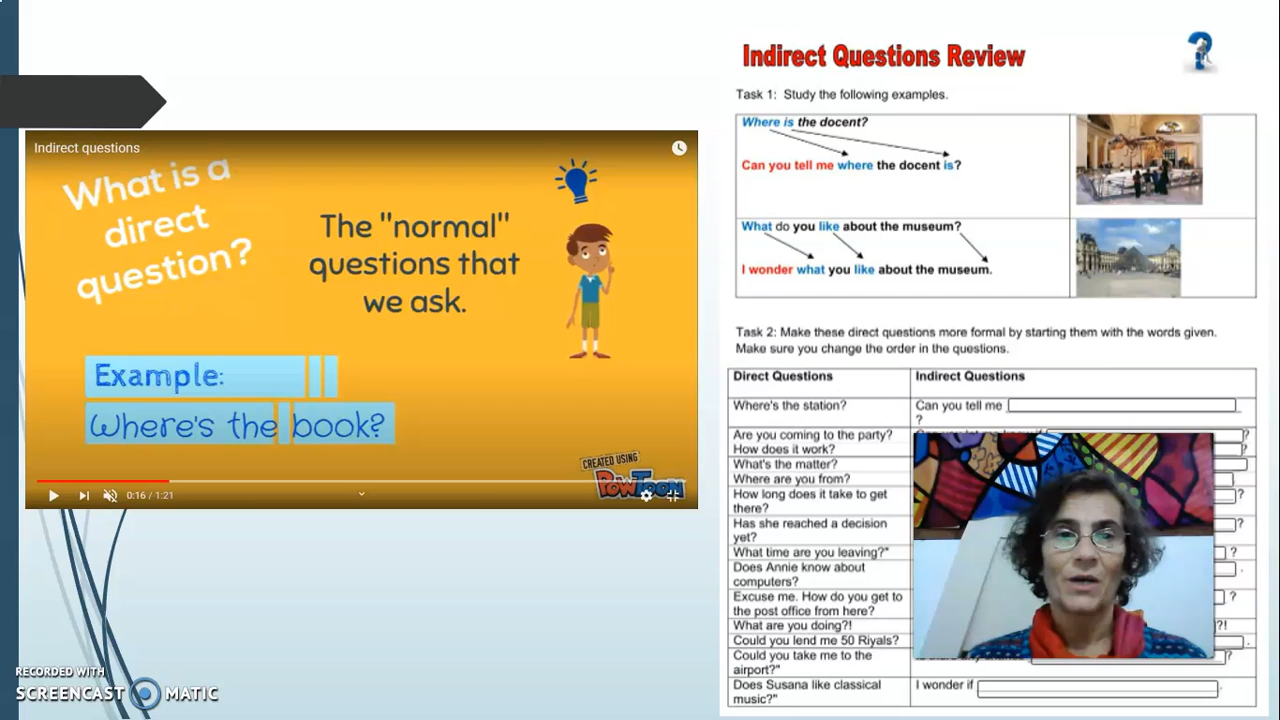 Indirect questions
What is a
direct
question?
The "normal"
questions that
we ask.
Example:
Where's the book?
CREATED USING
POWTOON
0:16 / 1:21
RECORDED WITH
SCREENCAST MATIC
Indirect Questions Review
Task 1: Study the following examples.
Where is the docent?
Can you tell me where the docent is?
What do you like about the museum?
I wonder what you like about the museum.
Task 2: Make these direct questions more formal by starting them with the words given.
Make sure you change the order in the questions.
Direct Questions
Indirect Questions
Where's the station?
Can you tell me
?
Are you coming to the party?
?
How does it work?
?
What's the matter?
Where are you from?
How long does it take to get
there?
?
Has she reached a decision
yet?
?
What time are you leaving?"
?
Does Annie know about
computers?
.
Excuse me. How do you get to
the post office from here?
?
What are you doing?!
?!
Could you lend me 50 Riyals?
.
Could you take me to the
airport?"
?
Does Susana like classical
music?"
I wonder if
.